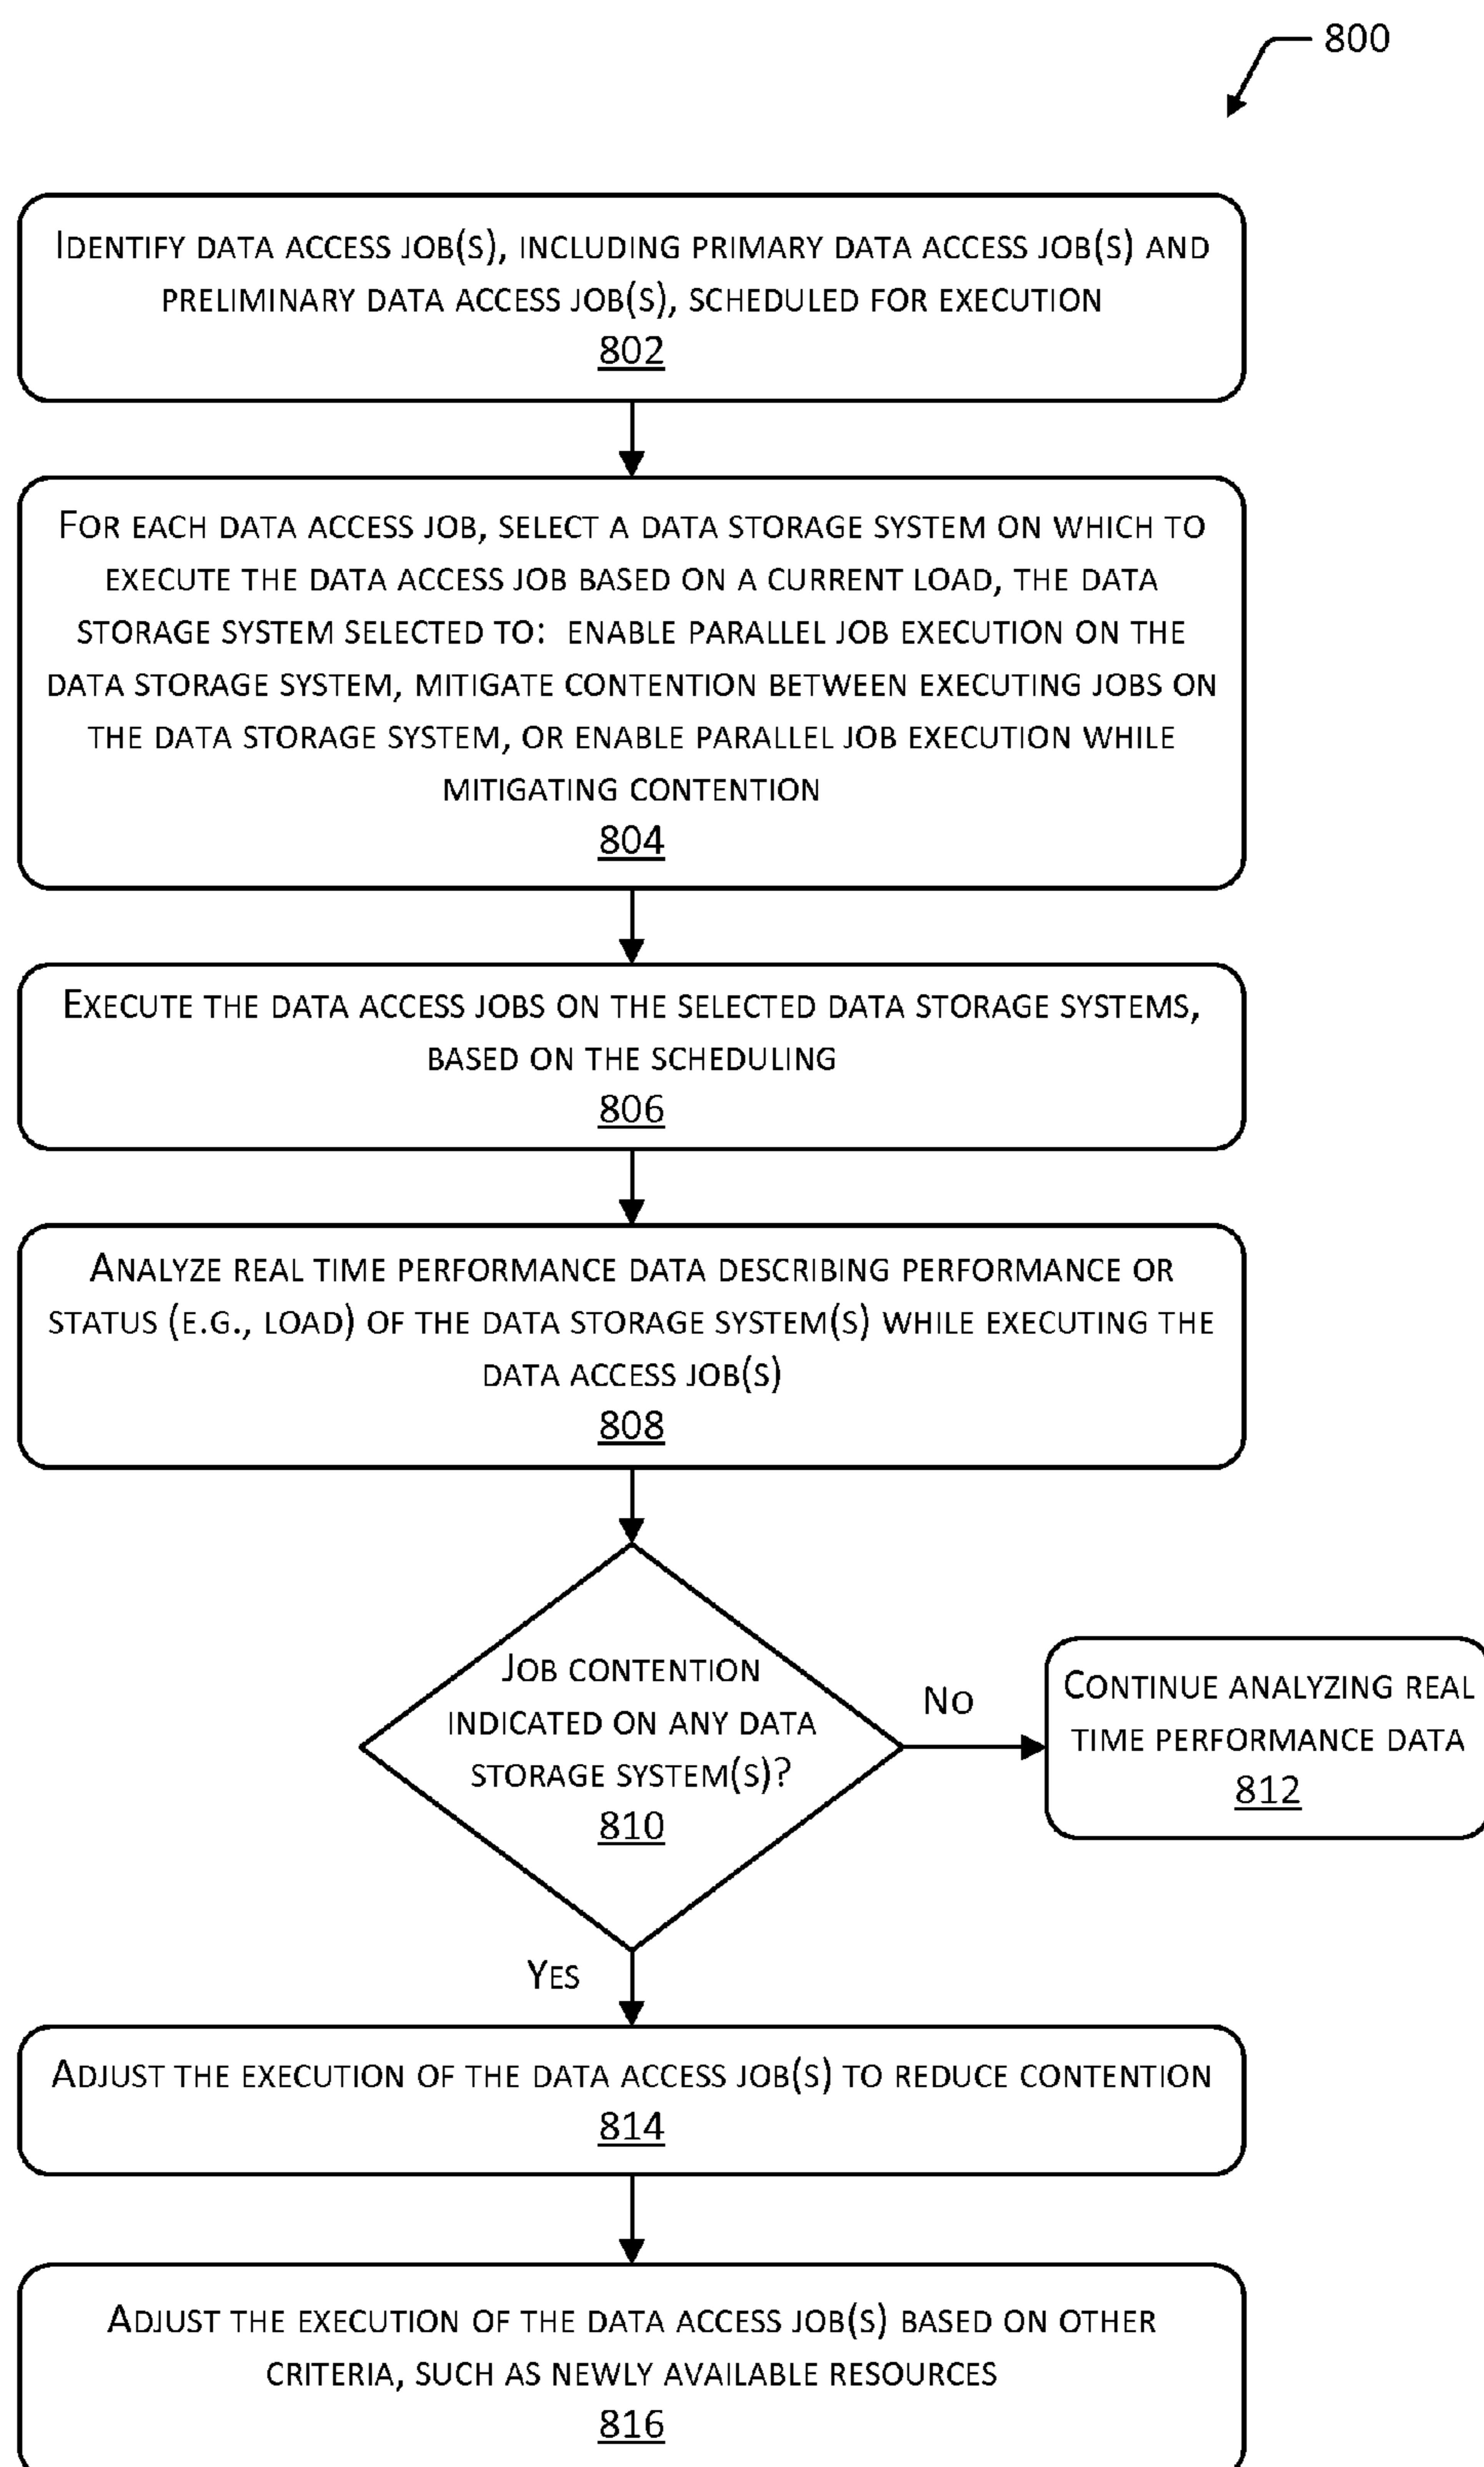 800
Identify data access job(s), including primary data access job(s) and
preliminary data access job(s), scheduled for execution
802
For each data access job, select a data storage system on which to
execute the data access job based on a current load, the data
storage system selected to: enable parallel job execution on the
data storage system, mitigate contention between executing jobs on
the data storage system, or enable parallel job execution while
mitigating contention
804
Execute the data access jobs on the selected data storage systems,
based on the scheduling
806
Analyze real time performance data describing performance or
status (e.g., load) of the data storage system(s) while executing the
data access job(s)
808
Job contention
indicated on any data
storage system(s)?
810
No
Continue analyzing real
time performance data
812
Yes
Adjust the execution of the data access job(s) to reduce contention
814
Adjust the execution of the data access job(s) based on other
criteria, such as newly available resources
816